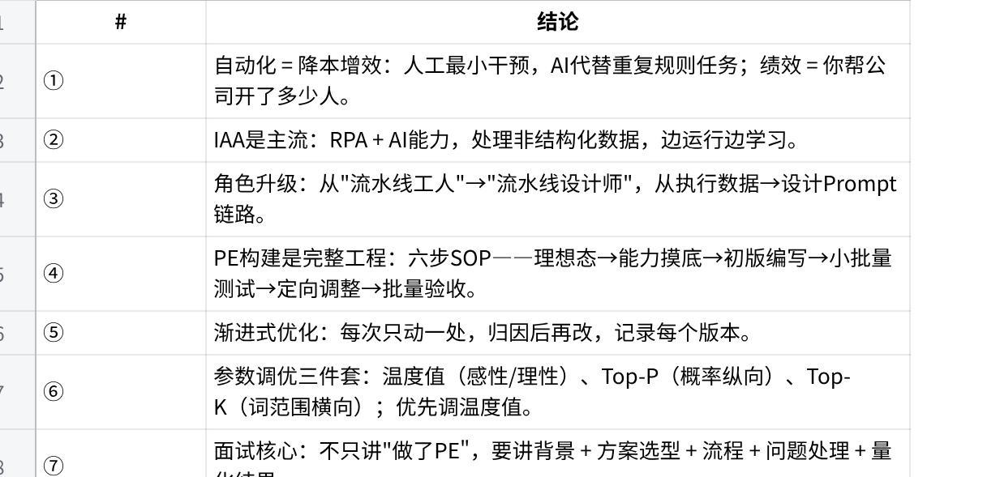 # 结论
① 自动化 = 降本增效：人工最小干预，AI代替重复规则任务；绩效 = 你帮公
司开了多少人。
② IAA是主流：RPA + AI能力，处理非结构化数据，边运行边学习。
③ 角色升级：从"流水线工人"→"流水线设计师"，从执行数据→设计Prompt
链路。
④ PE构建是完整工程：六步SOP——理想态→能力摸底→初版编写→小批量
测试→定向调整→批量验收。
⑤ 渐进式优化：每次只动一处，归因后再改，记录每个版本。
⑥ 参数调优三件套：温度值（感性/理性）、Top-P（概率纵向）、Top-
K（词范围横向）；优先调温度值。
⑦ 面试核心：不只讲"做了PE"，要讲背景 + 方案选型 + 流程 + 问题处理 + 量